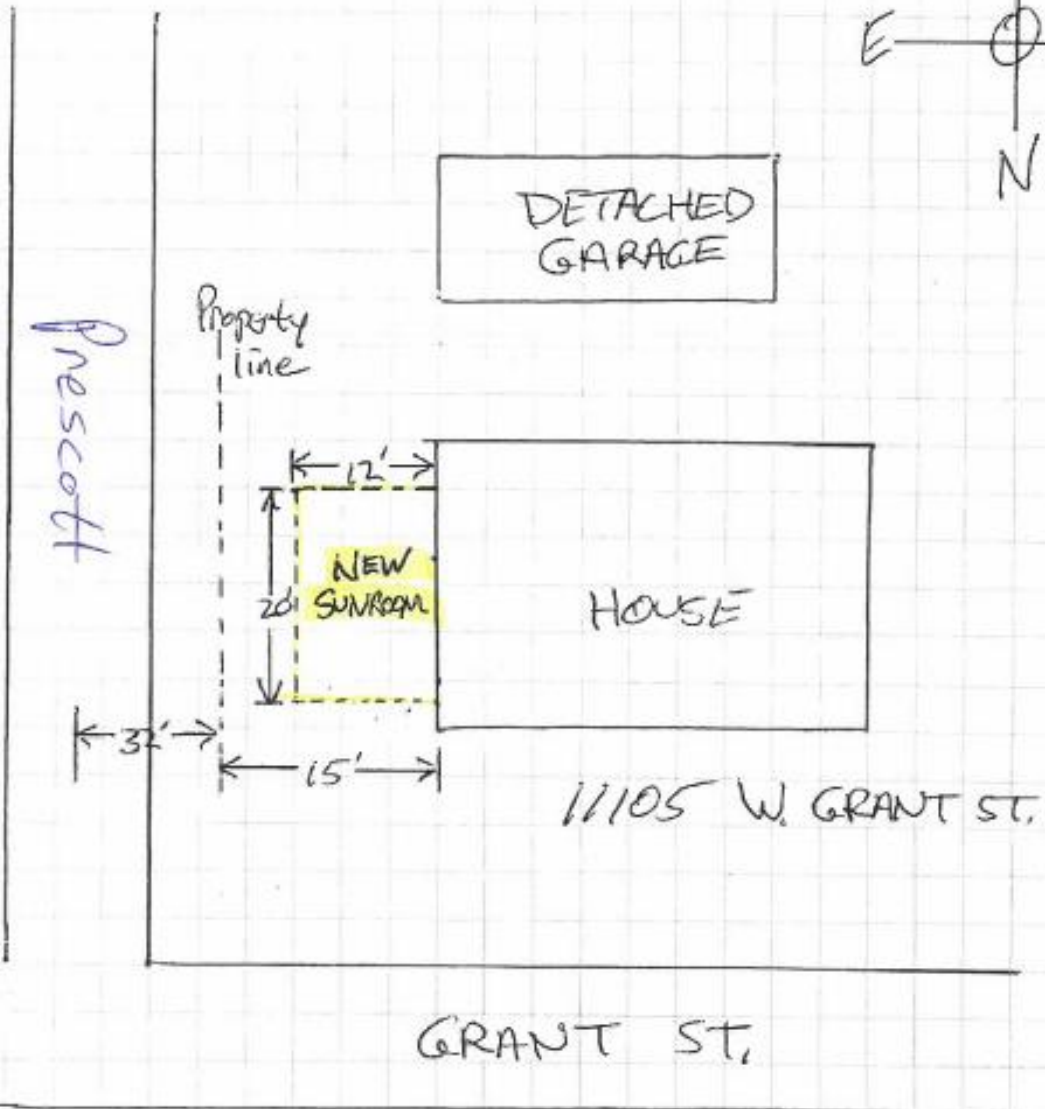 E
N
DETACHED
GARAGE
Property
line
Prescott
12'
20'
NEW
SUNROOM
HOUSE
32'
15'
11105 W. GRANT ST.
GRANT ST.